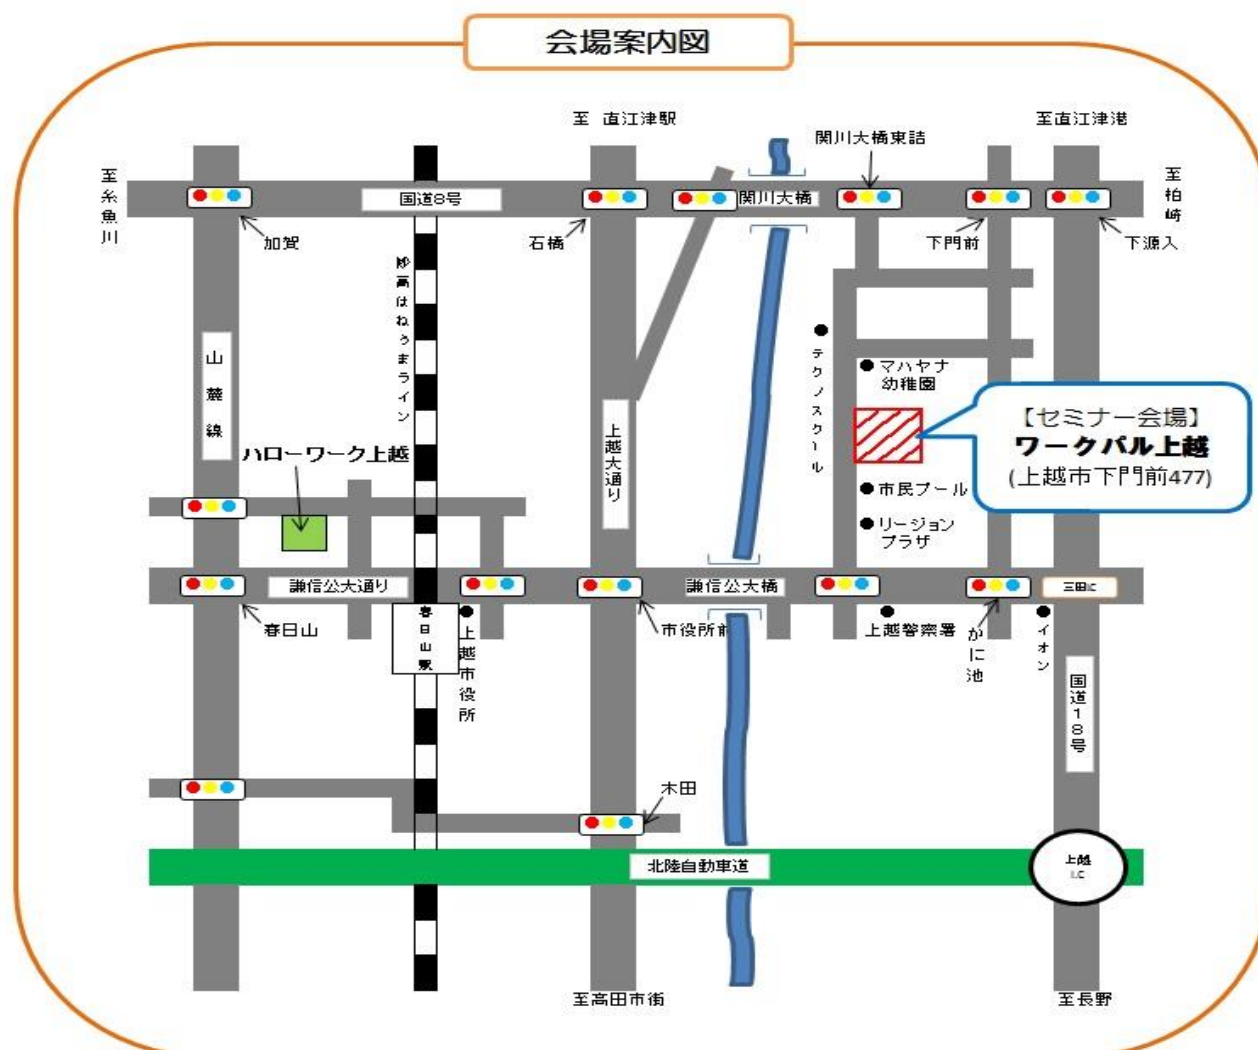 会場案内図
至 直江津駅
至直江津港
関川大橋東詰
至糸魚川
至柏崎
国道8号
関川大橋
加賀
石橋
下門前
下源入
妙高はねうまライン
山麓線
テクノスクール
マハヤナ
幼稚園
【セミナー会場】
ワークパル上越
(上越市下門前477)
上越大通り
ハローワーク上越
市民プール
リージョン
プラザ
謙信公大通り
謙信公大橋
三田IC
春日山
春日山駅
上越市役所
市役所前
上越警察署
かに池
イオン
国道18号
木田
北陸自動車道
上越
I.C
至高田市街
至長野